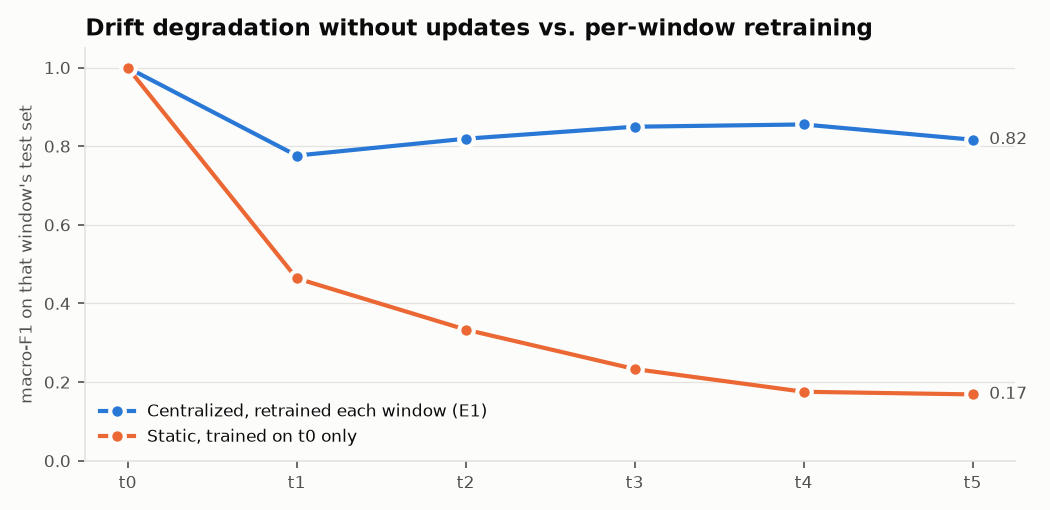 Drift degradation without updates vs. per-window retraining
macro-F1 on that window's test set
1.0
0.8
0.6
0.4
0.2
0.0
0.82
0.17
Centralized, retrained each window (E1)
Static, trained on t0 only
t0
t1
t2
t3
t4
t5